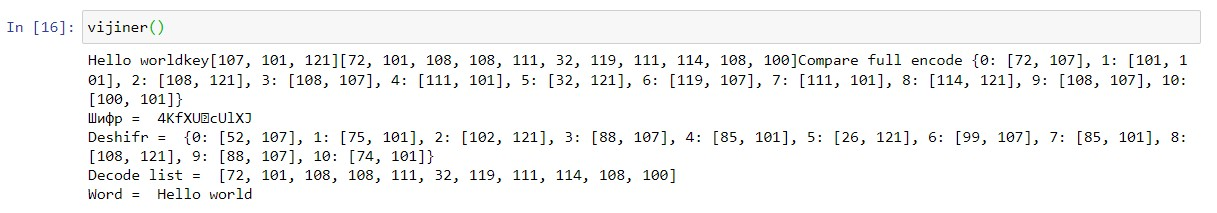 In [16]: vijiner()
Hello worldkey[107, 101, 121][72, 101, 108, 108, 111, 32, 119, 111, 114, 108, 100]Compare full encode {0: [72, 107], 1: [101, 1
01], 2: [108, 121], 3: [108, 107], 4: [111, 101], 5: [32, 121], 6: [119, 107], 7: [111, 101], 8: [114, 121], 9: [108, 107], 10:
[100, 101]}
Шифр =  4KfXU□cUlXJ
Deshifr =  {0: [52, 107], 1: [75, 101], 2: [102, 121], 3: [88, 107], 4: [85, 101], 5: [26, 121], 6: [99, 107], 7: [85, 101], 8:
[108, 121], 9: [88, 107], 10: [74, 101]}
Decode list =  [72, 101, 108, 108, 111, 32, 119, 111, 114, 108, 100]
Word =  Hello world